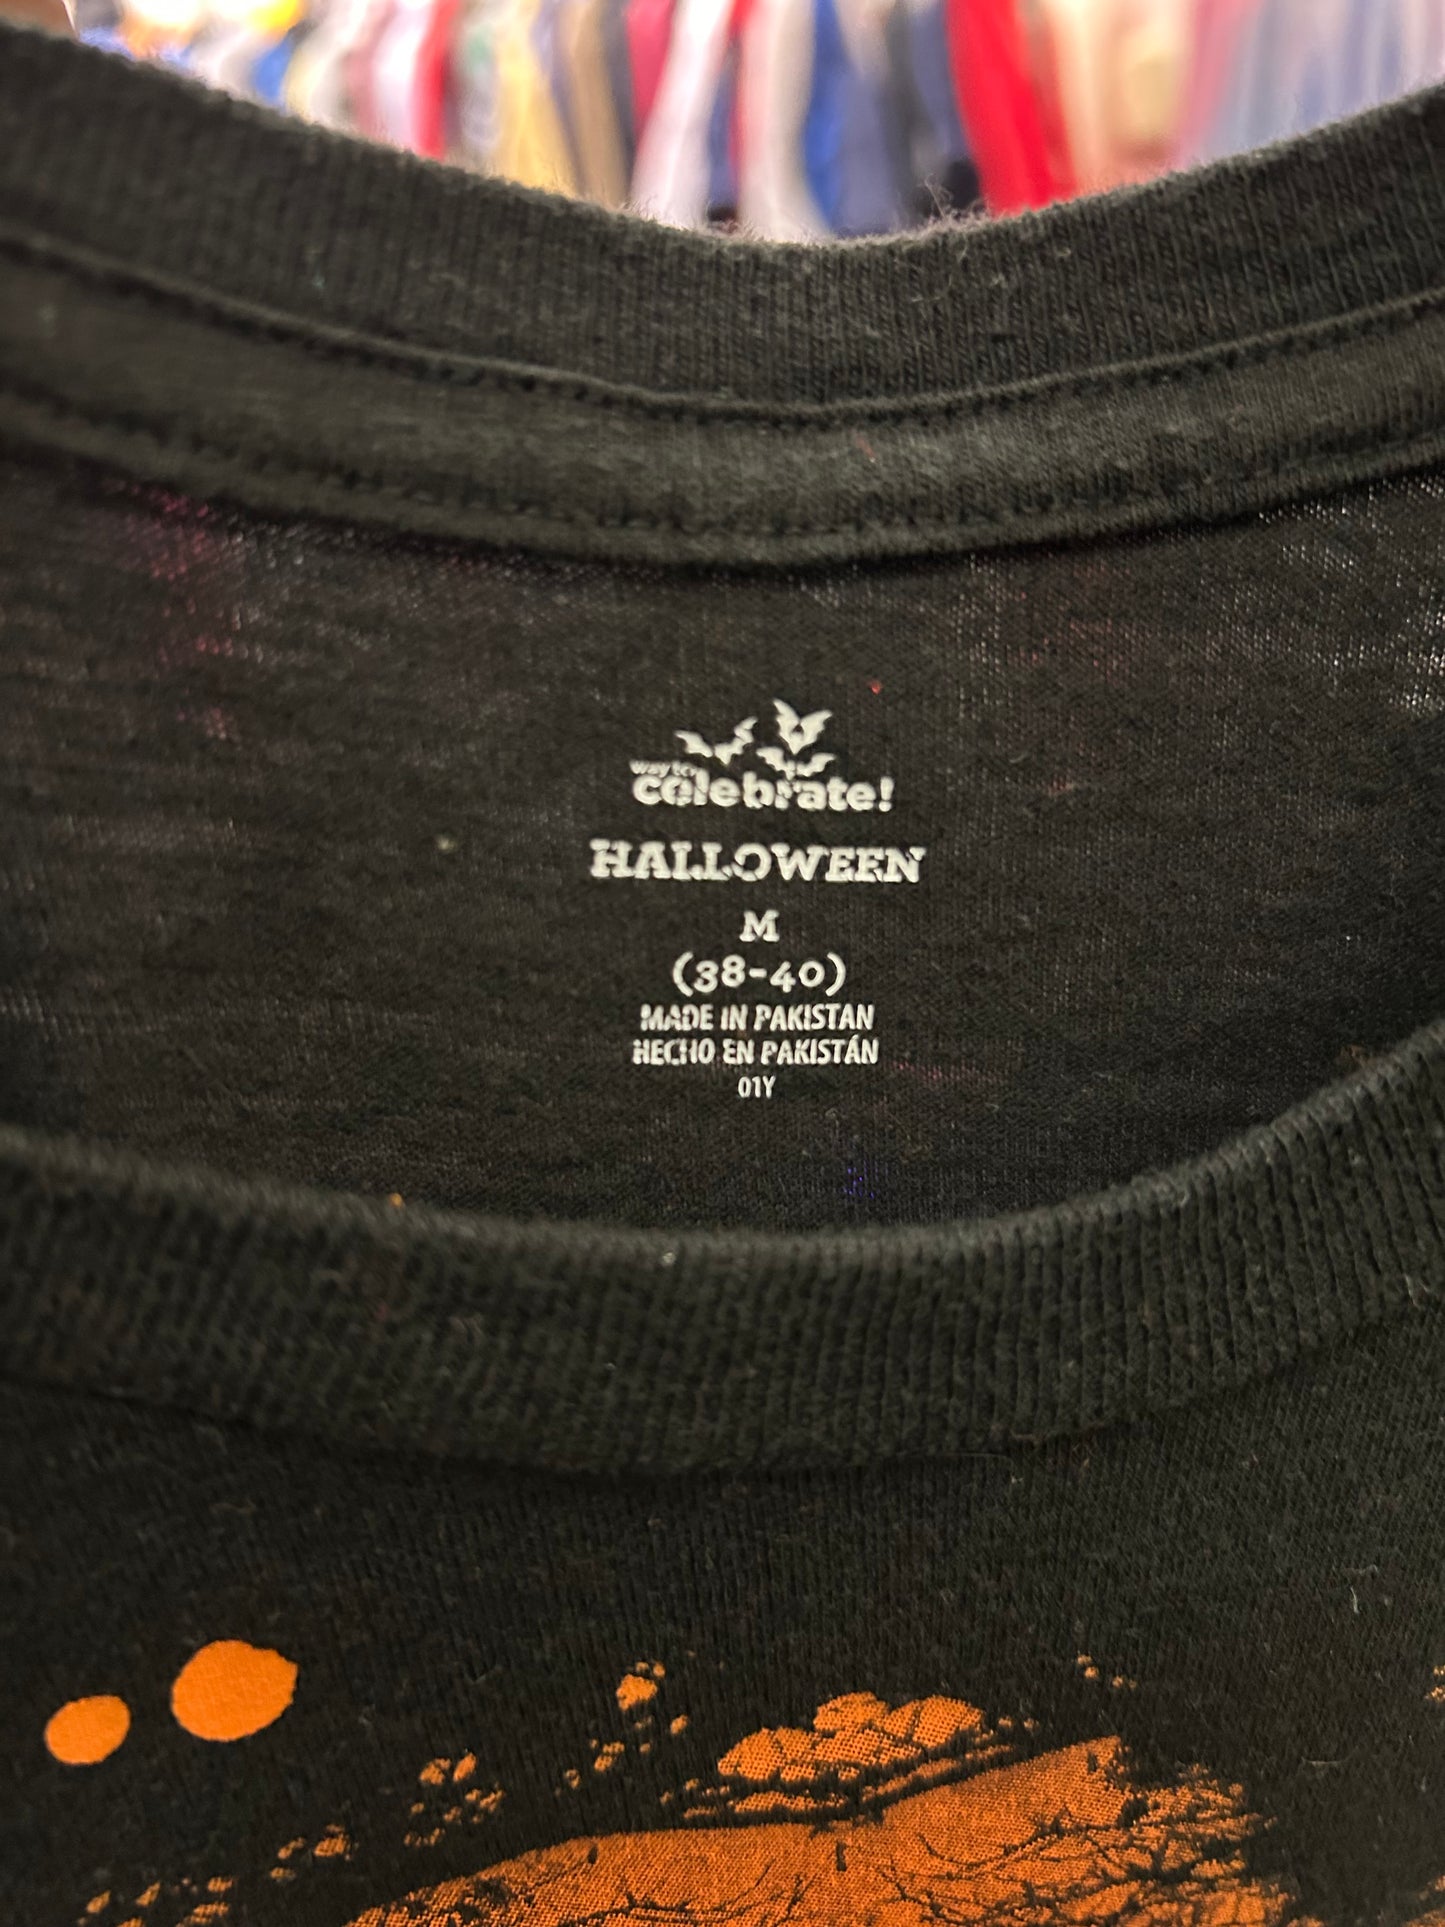 way to
celebrate!
HALLOWEEN
M
(38-40)
MADE IN PAKISTAN
HECHO EN PAKISTÁN
01Y